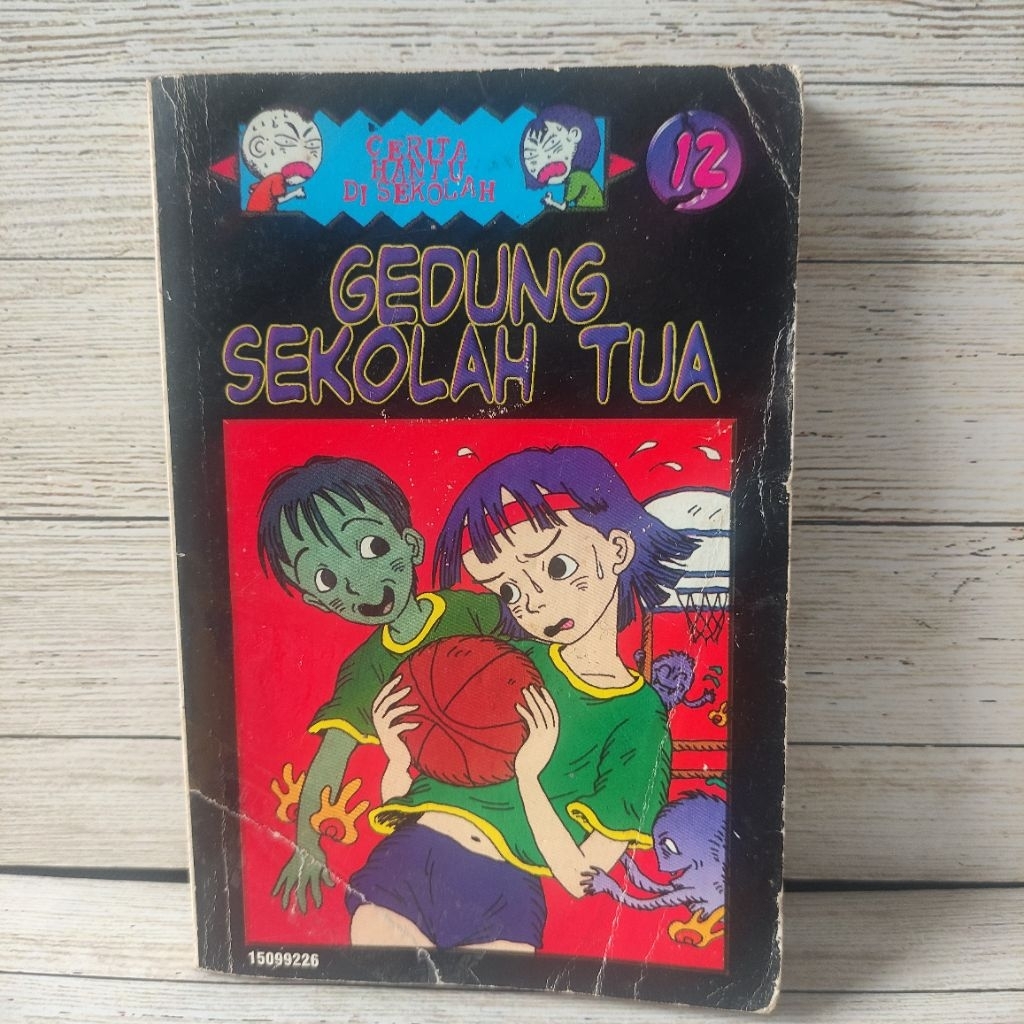 CERITA
HANTU
DI SEKOLAH
12
GEDUNG
SEKOLAH TUA
15099226